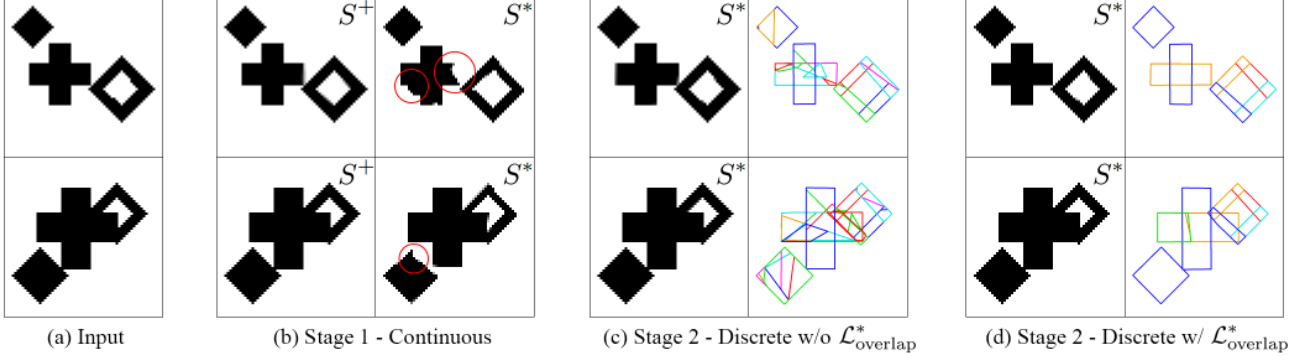 S⁺ S* S* S*
S⁺ S* S* S*
(a) Input (b) Stage 1 - Continuous (c) Stage 2 - Discrete w/o ℒ*overlap (d) Stage 2 - Discrete w/ ℒ*overlap